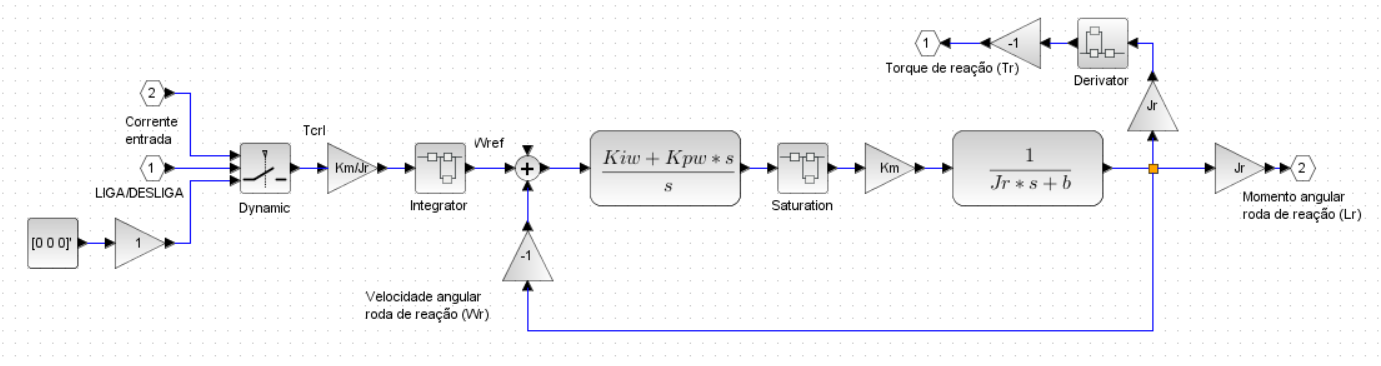 1
-1
Torque de reação (Tr)
Derivator
2
Corrente
entrada
Jr
Tcrl
Wref
1
Km/Jr
+
Kiw + Kpw * s
s
Km
1
Jr * s + b
Jr
2
LIGA/DESLIGA
Dynamic
Integrator
Saturation
Momento angular
roda de reação (Lr)
[0 0 0]'
1
-1
Velocidade angular
roda de reação (Wr)